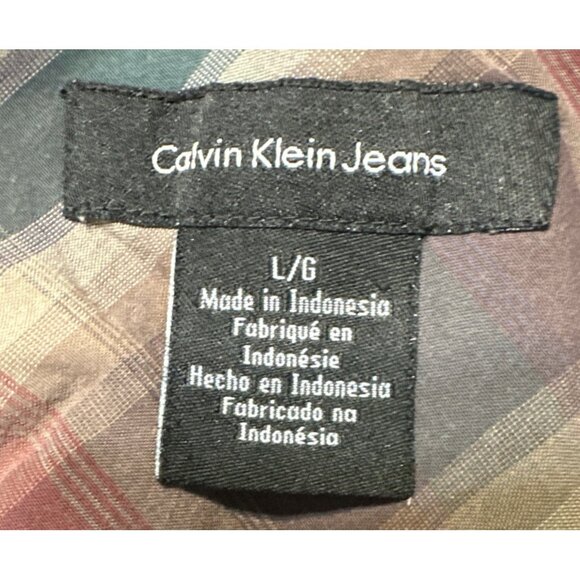 Calvin Klein Jeans
L/G
Made in Indonesia
Fabriqué en
Indonésie
Hecho en Indonesia
Fabricado na
Indonésia